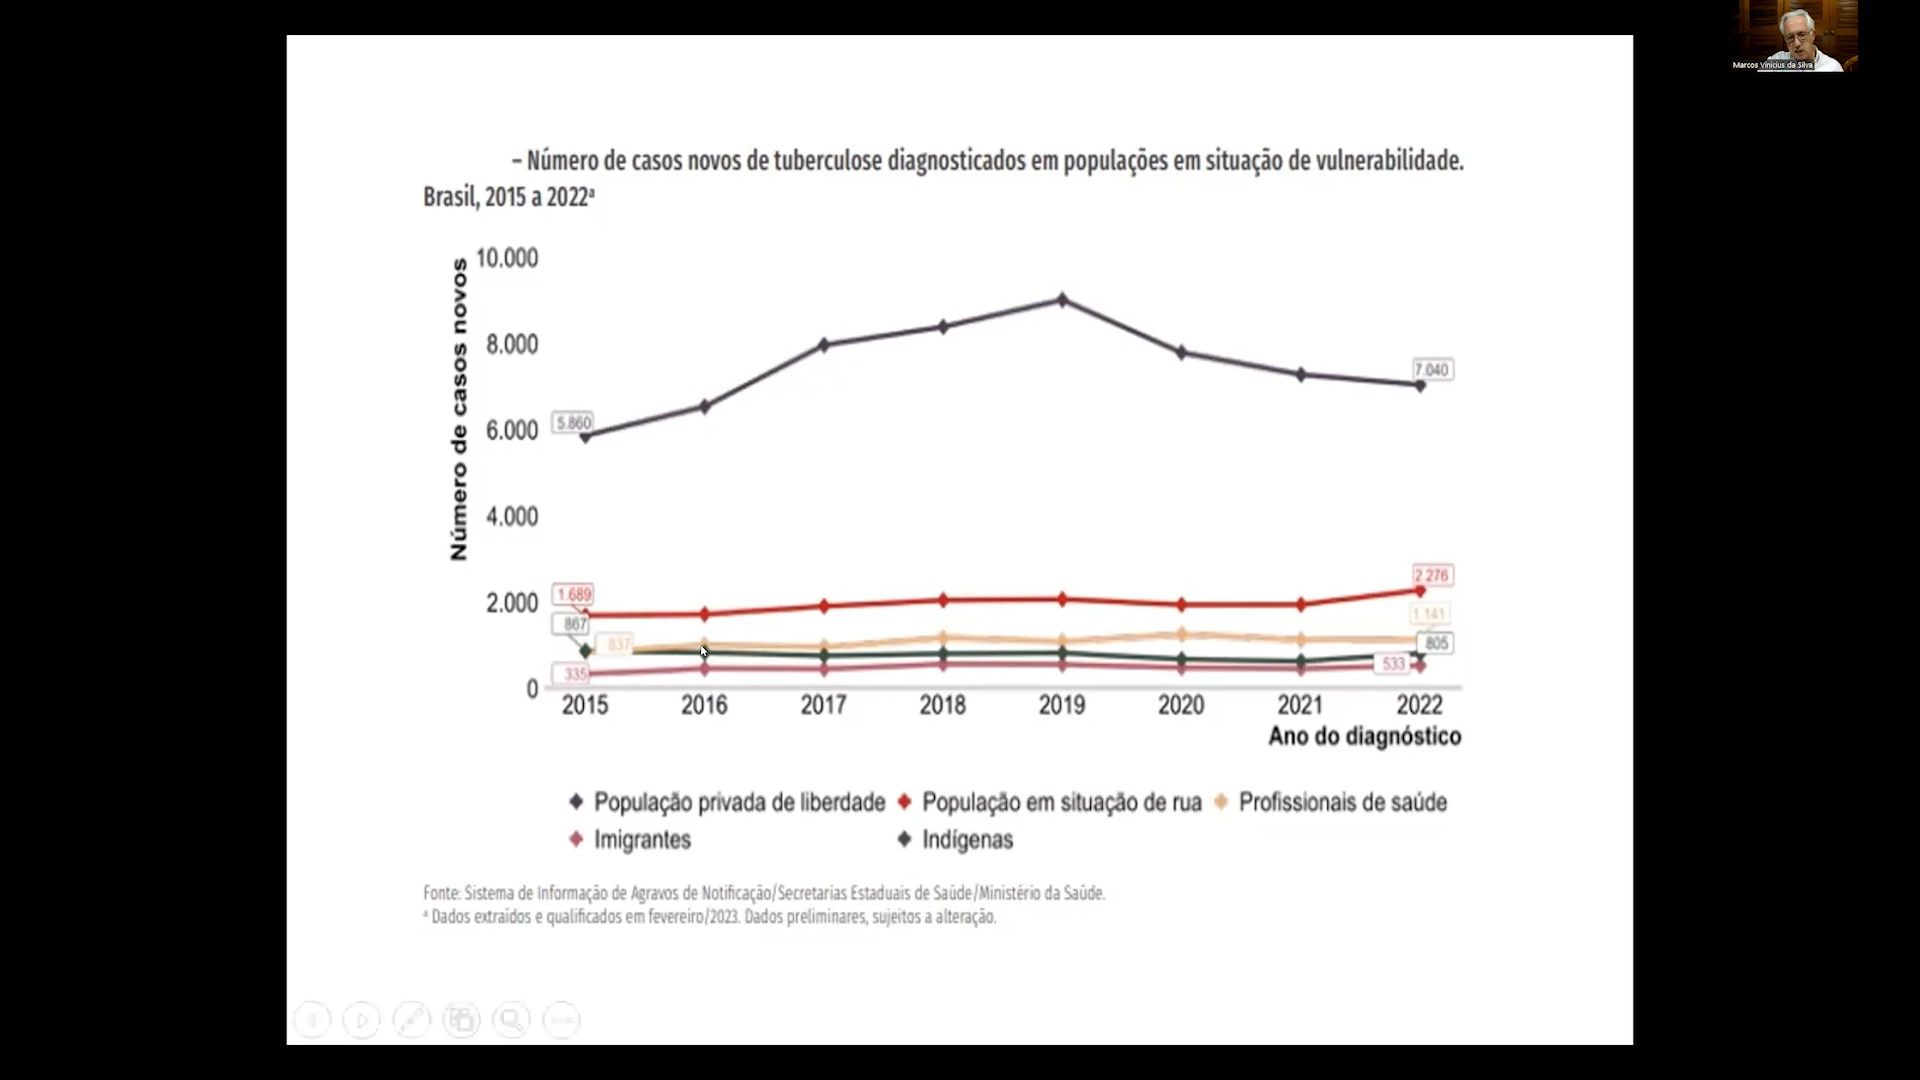 Marcos Vinicius da Silva
– Número de casos novos de tuberculose diagnosticados em populações em situação de vulnerabilidade.
Brasil, 2015 a 2022ª
Número de casos novos
10.000
8.000
6.000
4.000
2.000
0
5.860
7.040
1.689
2.276
867
837
1.141
805
335
533
2015 2016 2017 2018 2019 2020 2021 2022
Ano do diagnóstico
População privada de liberdade População em situação de rua Profissionais de saúde
Imigrantes Indígenas
Fonte: Sistema de Informação de Agravos de Notificação/Secretarias Estaduais de Saúde/Ministério da Saúde.
ª Dados extraídos e qualificados em fevereiro/2023. Dados preliminares, sujeitos a alteração.